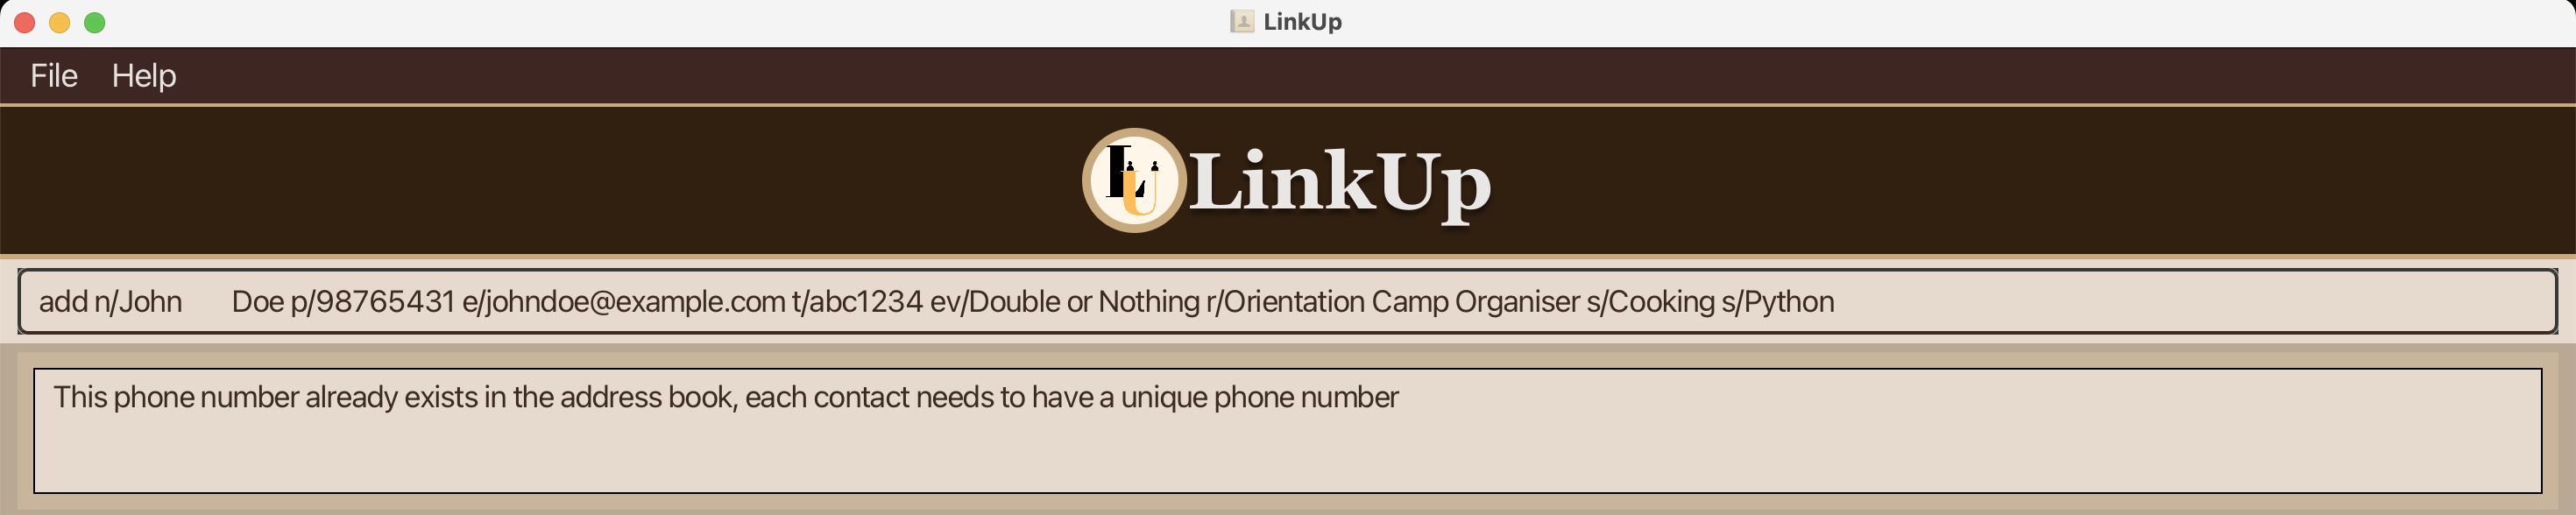 LinkUp
File Help
LU LinkUp
add n/John       Doe p/98765431 e/johndoe@example.com t/abc1234 ev/Double or Nothing r/Orientation Camp Organiser s/Cooking s/Python
This phone number already exists in the address book, each contact needs to have a unique phone number